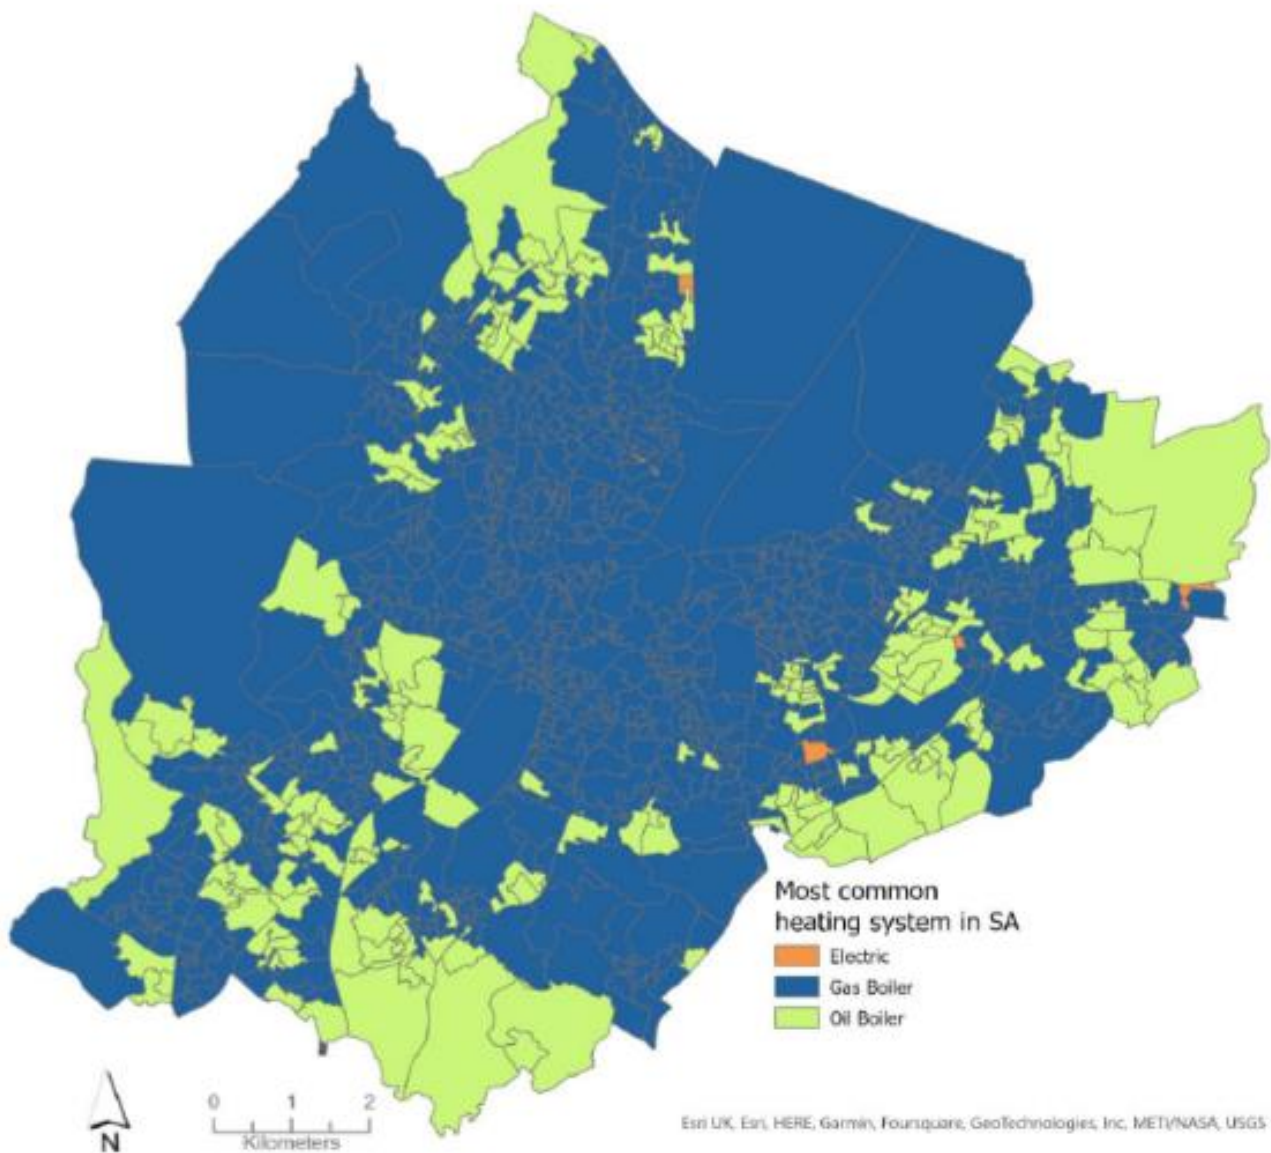 Most common
heating system in SA
Electric
Gas Boiler
Oil Boiler
N
0 1 2
Kilometers
Esri UK, Esri, HERE, Garmin, Foursquare, GeoTechnologies, Inc, METI/NASA, USGS